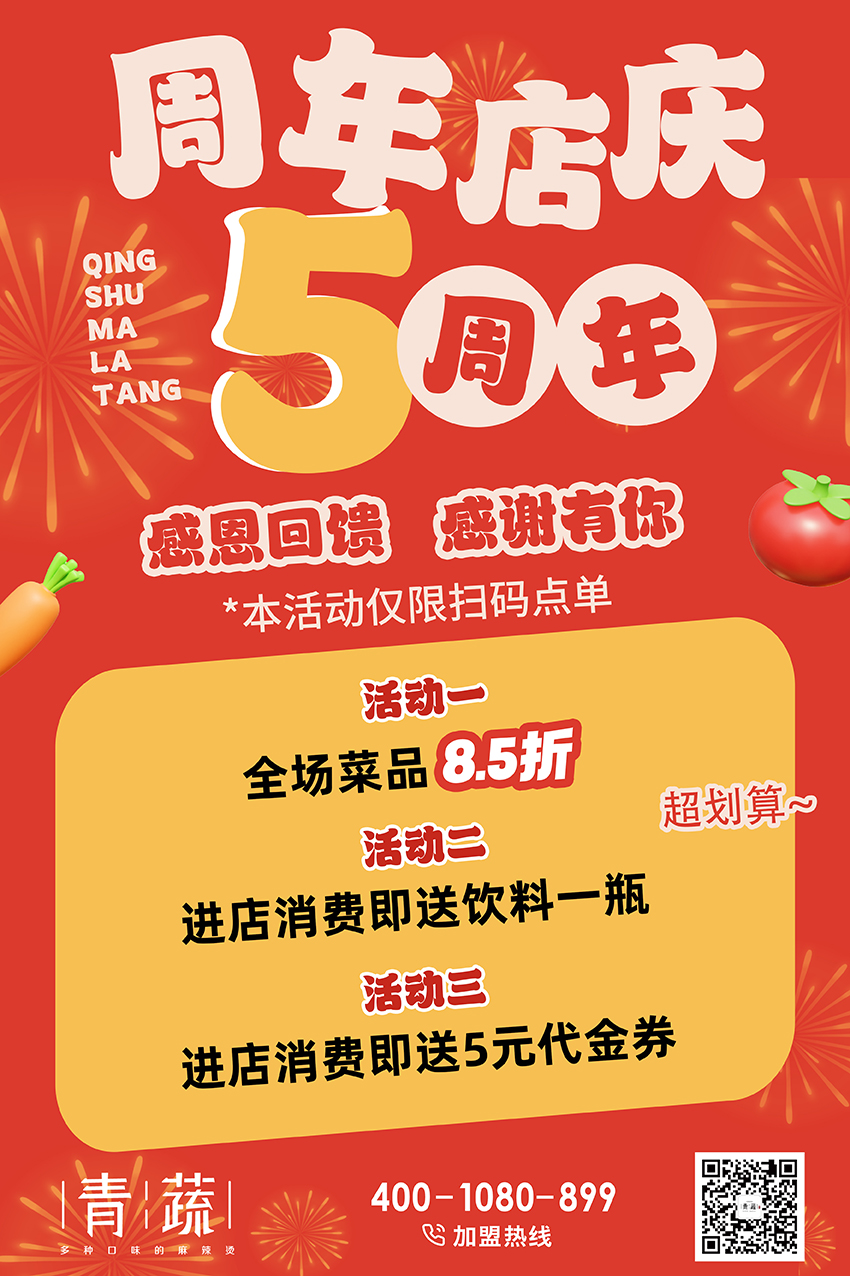 周年店庆
5周年
QING
SHU
MA
LA
TANG
感恩回馈 感谢有你
*本活动仅限扫码点单
活动一
全场菜品8.5折
超划算~
活动二
进店消费即送饮料一瓶
活动三
进店消费即送5元代金券
青蔬
多种口味的麻辣烫
400-1080-899
加盟热线
青蔬